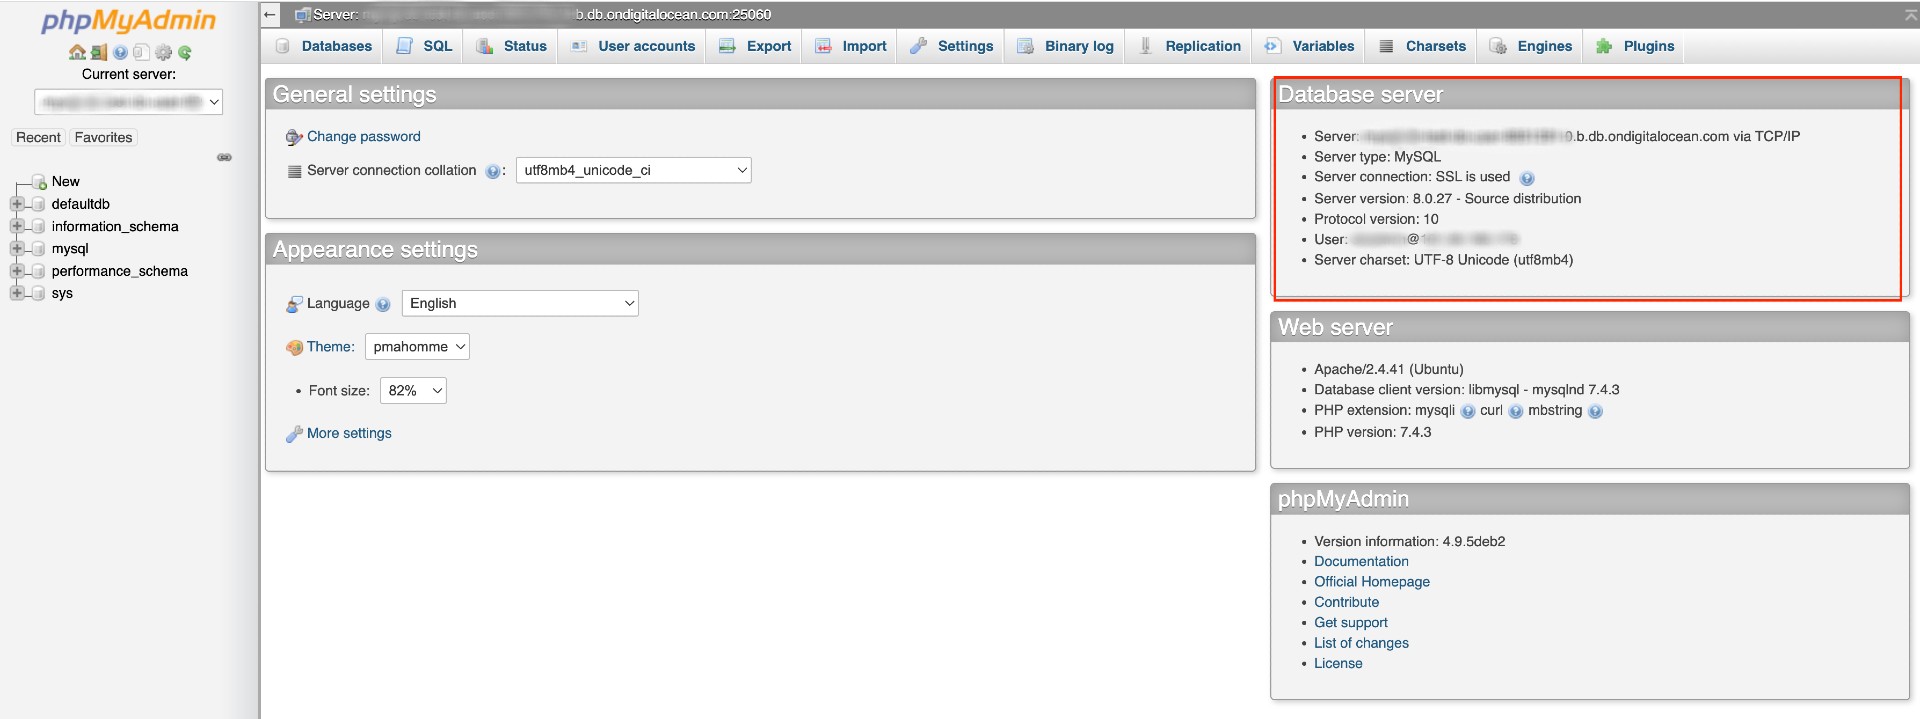 phpMyAdmin
Current server:
Recent Favorites
New
defaultdb
information_schema
mysql
performance_schema
sys
Server: b.db.ondigitalocean.com:25060
Databases SQL Status User accounts Export Import Settings Binary log Replication Variables Charsets Engines Plugins
General settings
Change password
Server connection collation : utf8mb4_unicode_ci
Appearance settings
Language English
Theme: pmahomme
• Font size: 82%
More settings
Database server
• Server: 0.b.db.ondigitalocean.com via TCP/IP
• Server type: MySQL
• Server connection: SSL is used
• Server version: 8.0.27 - Source distribution
• Protocol version: 10
• User: @
• Server charset: UTF-8 Unicode (utf8mb4)
Web server
• Apache/2.4.41 (Ubuntu)
• Database client version: libmysql - mysqlnd 7.4.3
• PHP extension: mysqli curl mbstring
• PHP version: 7.4.3
phpMyAdmin
• Version information: 4.9.5deb2
• Documentation
• Official Homepage
• Contribute
• Get support
• List of changes
• License